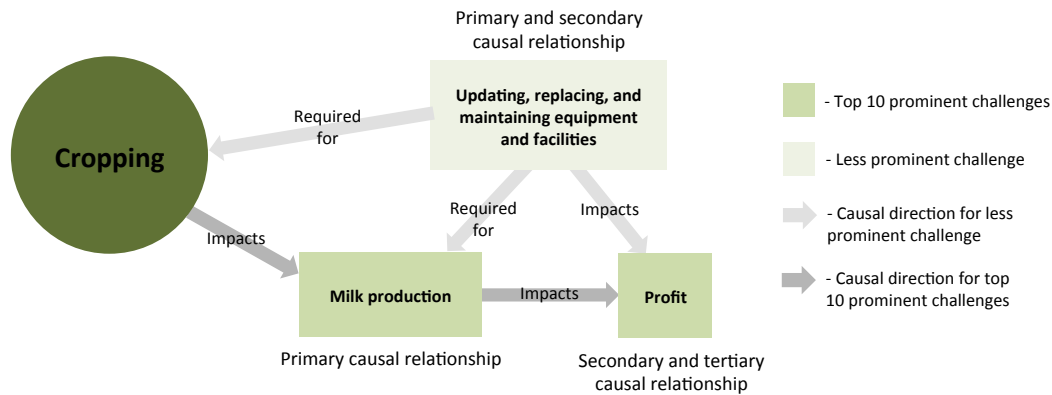 Primary and secondary
causal relationship
Updating, replacing, and
maintaining equipment
and facilities
Required
for
Cropping
Impacts
Required
for
Impacts
Milk production
Impacts
Profit
Primary causal relationship
Secondary and tertiary
causal relationship
- Top 10 prominent challenges
- Less prominent challenge
- Causal direction for less
prominent challenge
- Causal direction for top
10 prominent challenges